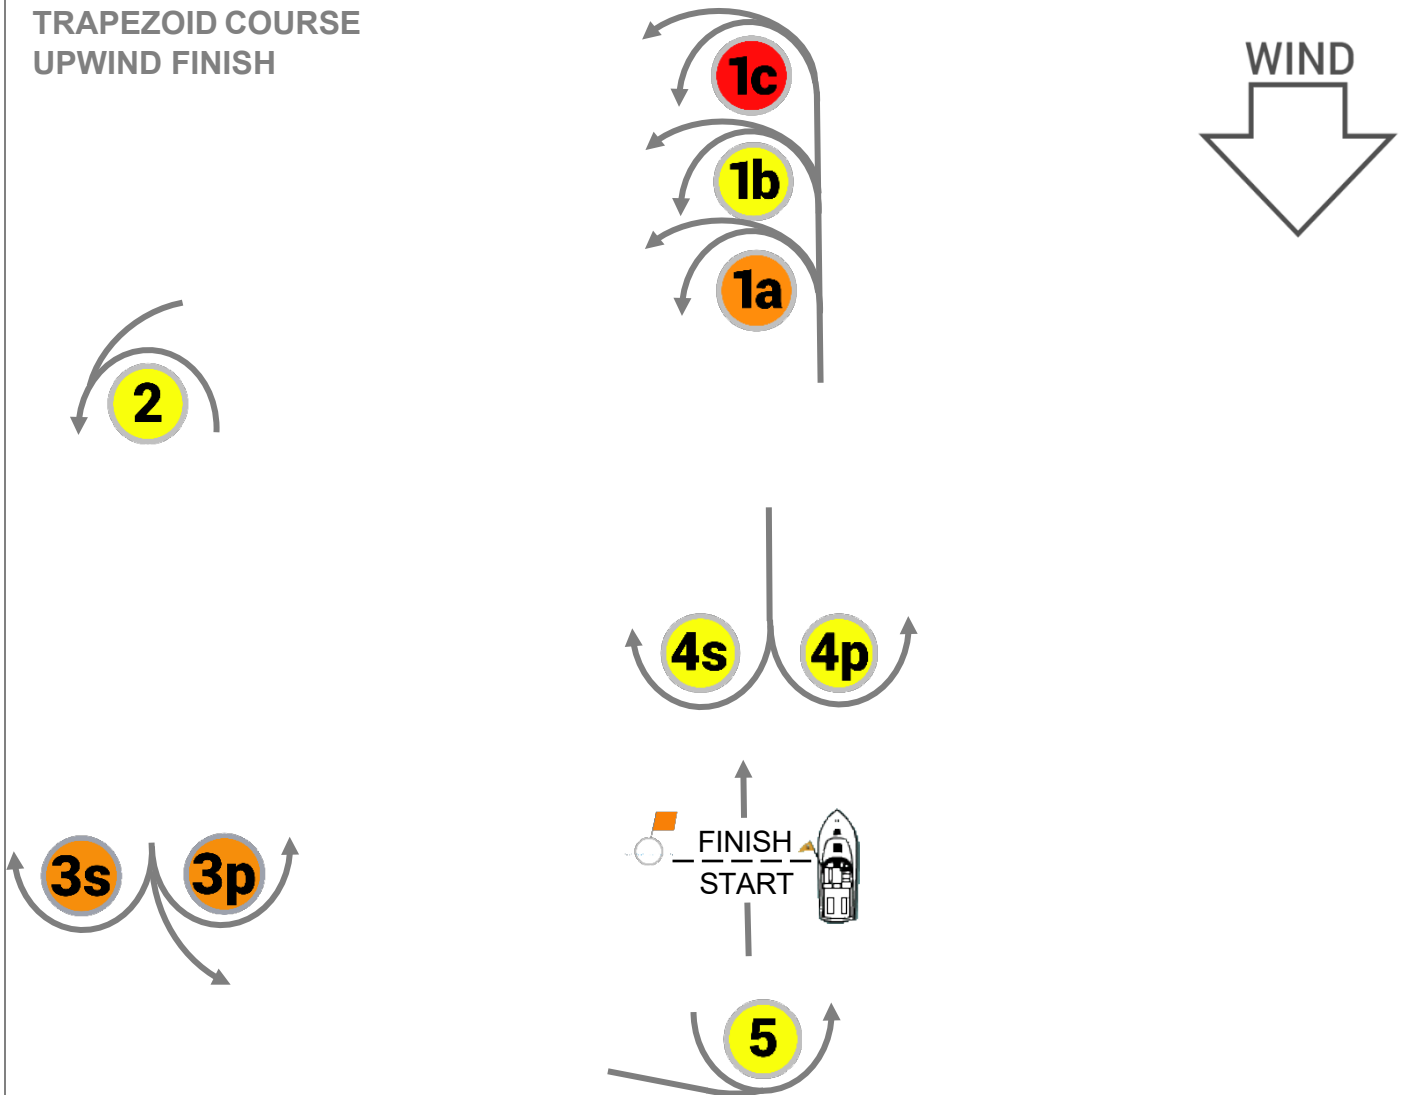 TRAPEZOID COURSE
UPWIND FINISH
WIND
1c
1b
1a
2
4s
4p
FINISH
START
3s
3p
5